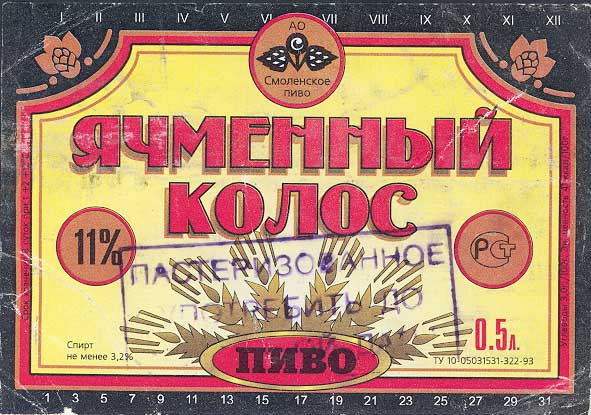 I II III IV V VI VII VIII IX X XI XII
АО
Смоленское
пиво
ЯЧМЕННЫЙ
КОЛОС
11%
РСТ
ПАСТЕРИЗОВАННОЕ
УПОТРЕБИТЬ ДО
Спирт
не менее 3,2%
ПИВО
0.5л.
ТУ 10-05031531-322-93
1 3 5 7 9 11 13 15 17 19 21 23 25 27 29 31